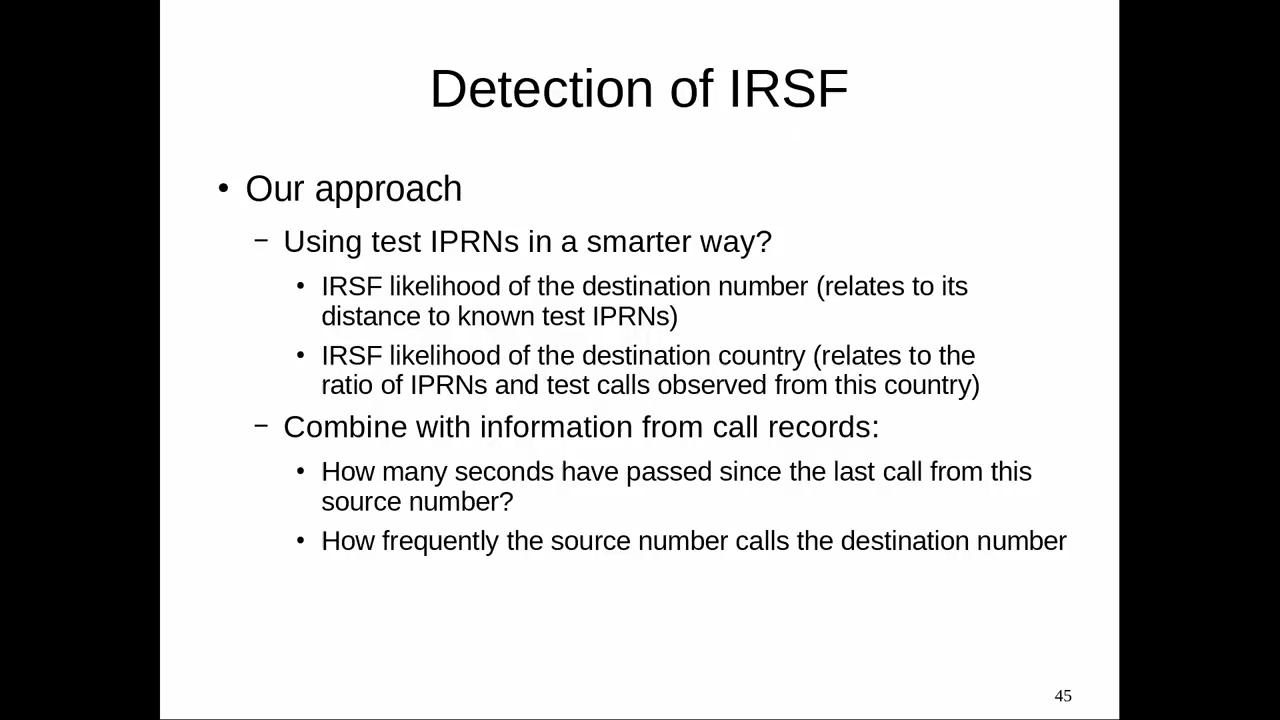 Detection of IRSF
• Our approach
– Using test IPRNs in a smarter way?
• IRSF likelihood of the destination number (relates to its
distance to known test IPRNs)
• IRSF likelihood of the destination country (relates to the
ratio of IPRNs and test calls observed from this country)
– Combine with information from call records:
• How many seconds have passed since the last call from this
source number?
• How frequently the source number calls the destination number
45